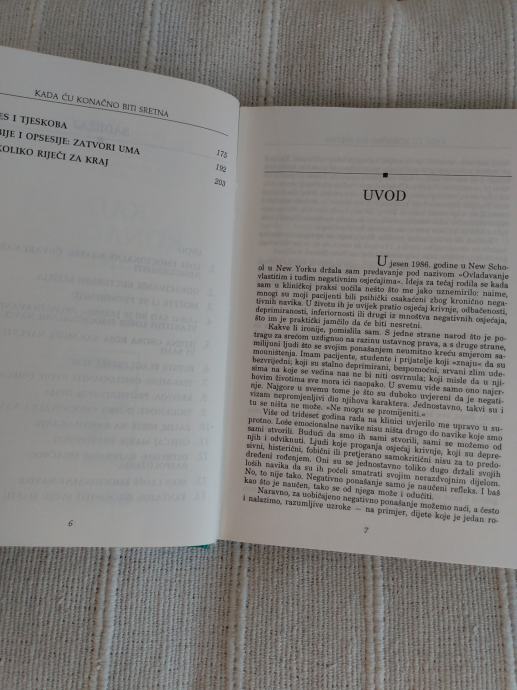 KADA ĆU KONAČNO BITI SRETNA
ES I TJESKOBA
175
BIJE I OPSESIJE: ZATVORI UMA
192
KOLIKO RIJEČI ZA KRAJ
203
6
UVOD
U jesen 1986. godine u New Scho-
ol u New Yorku držala sam predavanje pod nazivom »Ovladavanje
vlastitim i tuđim negativnim osjećajima«. Ideja za tečaj rodila se kada
sam u kliničkoj praksi uočila nešto što me jako uznemirilo: naime,
mnogi su moji pacijenti bili psihički osakaćeni zbog kronično nega-
tivnih navika. U životu ih je uvijek pratio osjećaj krivnje, odbačenosti,
deprimiranosti, inferiornosti ili drugi iz mnoštva negativnih osjećaja,
što im je praktički jamčilo da će biti nesretni.
Kakve li ironije, pomislila sam. S jedne strane narod što je po-
tragu za srećom uzdignuo na razinu ustavnog prava, a s druge strane,
milijuni ljudi što se svojim ponašanjem neumitno kreću smjerom sa-
mouništenja. Imam pacijente, studente i prijatelje koji »znaju« da su
bezvrijedni; koji su stalno deprimirani, bespomoćni, srvani zlim uđe-
som na koje se većina nas ne bi niti osvrnula; koji misle da u nji-
hovim životima sve mora ići naopako. U svemu vide samo najcr-
nje. Najgore u svemu tome je što su duboko uvjereni da je negati-
vizam nepromjenljivi dio njihova karaktera. Jednostavno, takvi su i
tu se ništa ne može. »Ne mogu se promijeniti.«
Više od trideset godina rada na klinici uvjerilo me upravo u su-
protno. Loše emocionalne navike nisu ništa drugo do navike koje smo
sami stvorili. Budući da smo ih sami stvorili, sami se možemo od
njih i odviknuti. Ljudi koje proganja osjećaj krivnje, koji su depre-
sivni, histerični, fobični ili pretjerano samokritični nisu za to predo-
dređeni rođenjem. Oni su se jednostavno toliko dugo držali svojih
loših navika da su ih počeli smatrati svojim nerazdvojnim dijelom.
No, to nije tako. Negativno ponašanje samo je naučeni refleks. I baš
kao što je naučen, tako se od njega može i odučiti.
Naravno, za uobičajeno negativno ponašanje možemo naći, a često
i nalazimo, razumljive uzroke — na primjer, dijete koje je jedan ro-
7